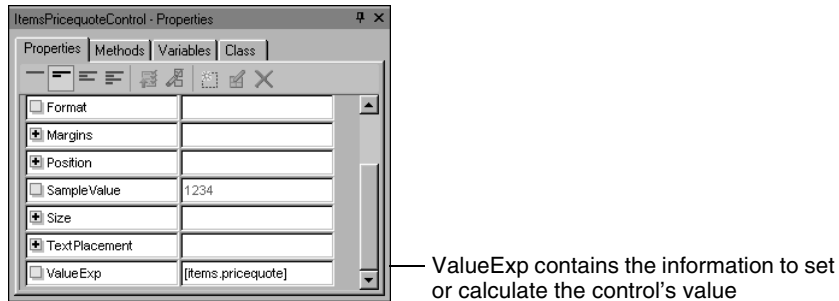 ItemsPricequoteControl - Properties
Properties Methods Variables Class
Format
Margins
Position
SampleValue 1234
Size
TextPlacement
ValueExp [items.pricequote]
ValueExp contains the information to set
or calculate the control's value